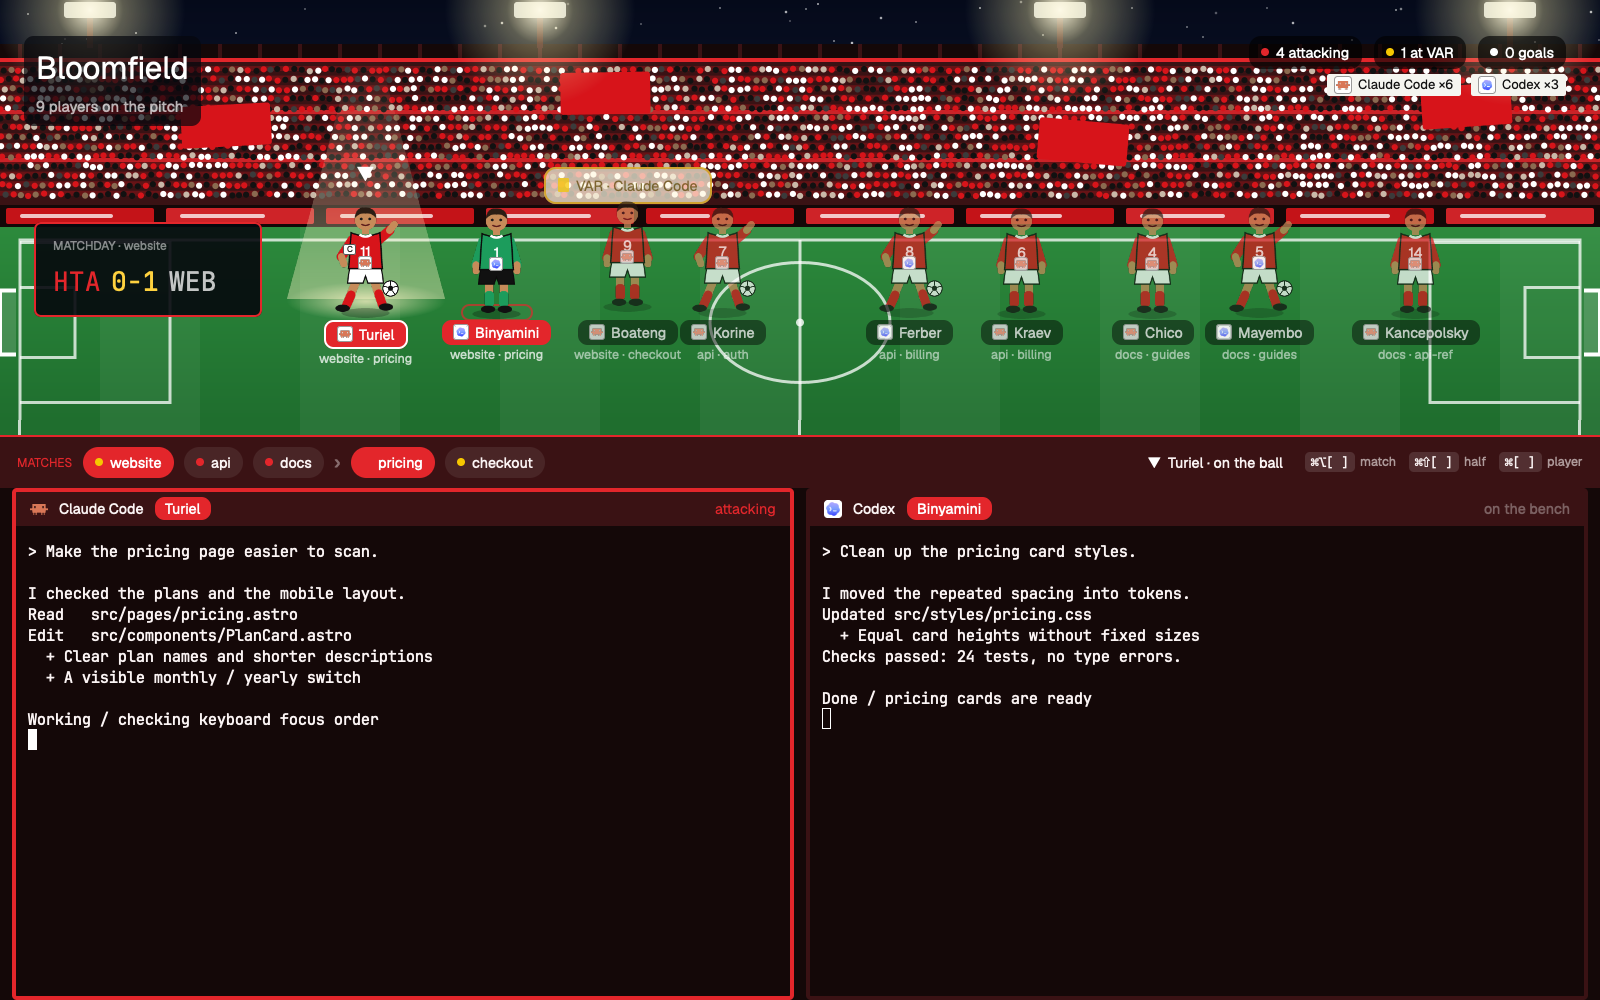 Bloomfield
9 players on the pitch
4 attacking
1 at VAR
0 goals
Claude Code ×6
Codex ×3
VAR · Claude Code
MATCHDAY · website
HTA 0-1 WEB
C 11
1
9
7
8
6
4
5
14
Turiel
Binyamini
Boateng
Korine
Ferber
Kraev
Chico
Mayembo
Kancepolsky
website · pricing
website · pricing
website · checkout
api · auth
api · billing
api · billing
docs · guides
docs · guides
docs · api-ref
MATCHES
website
api
docs
›
pricing
checkout
▼ Turiel · on the ball
⌘⌥[ ] match
⌘⇧[ ] half
⌘[ ] player
Claude Code
Turiel
attacking
> Make the pricing page easier to scan.
I checked the plans and the mobile layout.
Read src/pages/pricing.astro
Edit src/components/PlanCard.astro
+ Clear plan names and shorter descriptions
+ A visible monthly / yearly switch
Working / checking keyboard focus order
Codex
Binyamini
on the bench
> Clean up the pricing card styles.
I moved the repeated spacing into tokens.
Updated src/styles/pricing.css
+ Equal card heights without fixed sizes
Checks passed: 24 tests, no type errors.
Done / pricing cards are ready